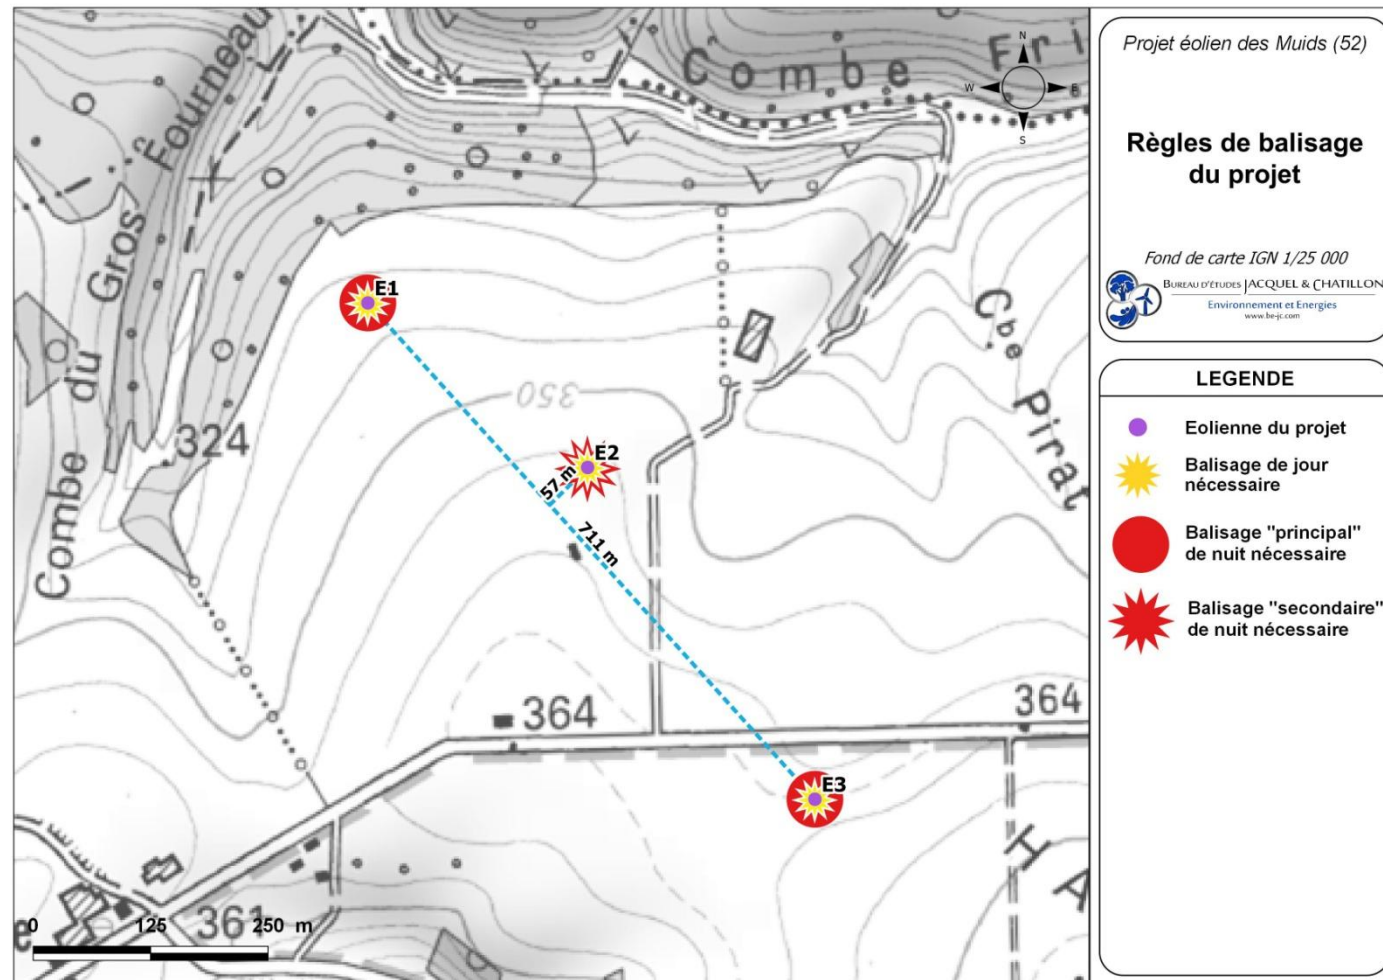 Combe Fri
N
W
E
S
Combe du Gros Fourneau
E1
350
324
E2
57 m
711 m
Cbe Pirat
364
364
E3
361
H A
e
0 125 250 m
Projet éolien des Muids (52)
Règles de balisage
du projet
Fond de carte IGN 1/25 000
BUREAU D'ÉTUDES JACQUEL & CHATILLON
Environnement et Energies
www.be-jc.com
LEGENDE
Eolienne du projet
Balisage de jour
nécessaire
Balisage "principal"
de nuit nécessaire
Balisage "secondaire"
de nuit nécessaire